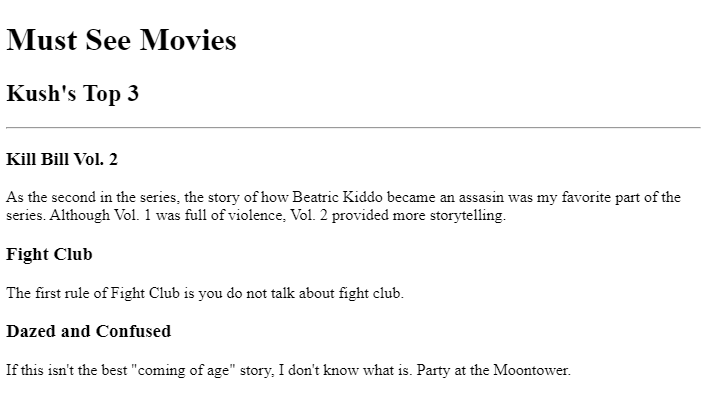 Must See Movies
Kush's Top 3
Kill Bill Vol. 2
As the second in the series, the story of how Beatric Kiddo became an assasin was my favorite part of the
series. Although Vol. 1 was full of violence, Vol. 2 provided more storytelling.
Fight Club
The first rule of Fight Club is you do not talk about fight club.
Dazed and Confused
If this isn't the best "coming of age" story, I don't know what is. Party at the Moontower.